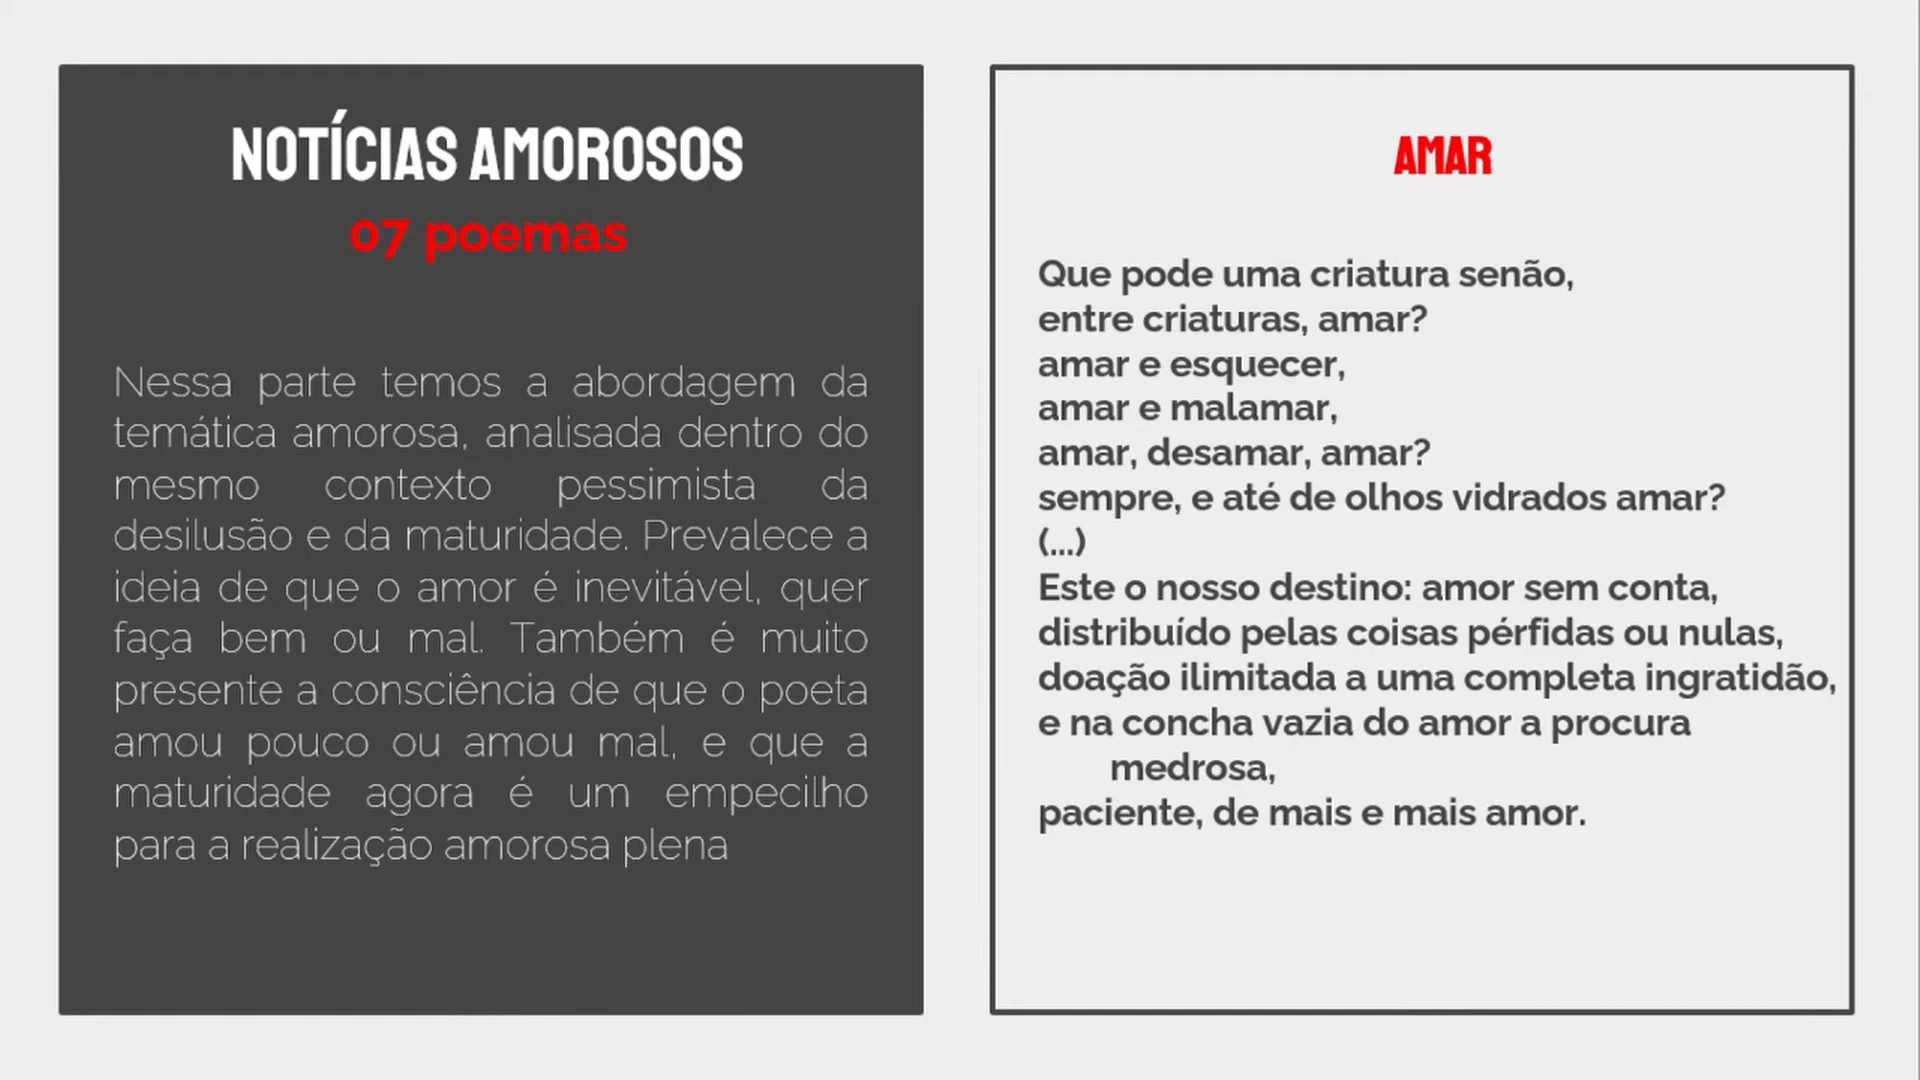 NOTÍCIAS AMOROSOS
07 poemas
Nessa parte temos a abordagem da
temática amorosa, analisada dentro do
mesmo contexto pessimista da
desilusão e da maturidade. Prevalece a
ideia de que o amor é inevitável, quer
faça bem ou mal. Também é muito
presente a consciência de que o poeta
amou pouco ou amou mal, e que a
maturidade agora é um empecilho
para a realização amorosa plena
AMAR
Que pode uma criatura senão,
entre criaturas, amar?
amar e esquecer,
amar e malamar,
amar, desamar, amar?
sempre, e até de olhos vidrados amar?
(...)
Este o nosso destino: amor sem conta,
distribuído pelas coisas pérfidas ou nulas,
doação ilimitada a uma completa ingratidão,
e na concha vazia do amor a procura
medrosa,
paciente, de mais e mais amor.